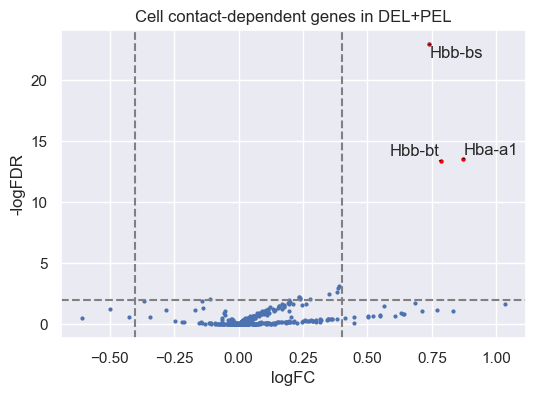 Cell contact-dependent genes in DEL+PEL
Hbb-bs
Hbb-bt
Hba-a1
-logFDR
20
15
10
5
0
−0.50
−0.25
0.00
0.25
0.50
0.75
1.00
logFC